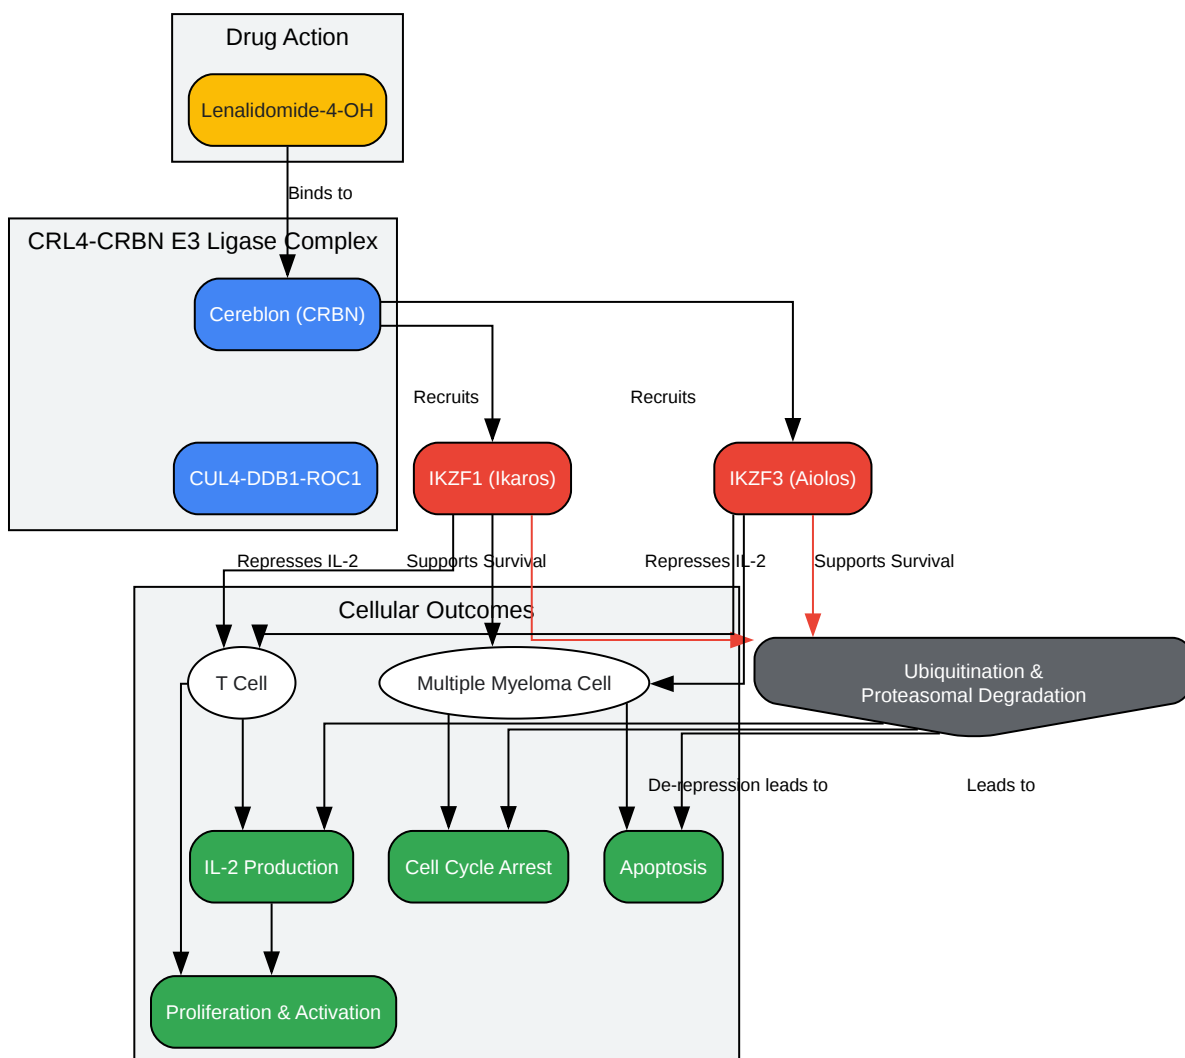 Drug Action
Lenalidomide-4-OH
Binds to
CRL4-CRBN E3 Ligase Complex
Cereblon (CRBN)
Recruits
Recruits
CUL4-DDB1-ROC1
IKZF1 (Ikaros)
IKZF3 (Aiolos)
Represses IL-2
Supports Survival
Represses IL-2
Supports Survival
Cellular Outcomes
T Cell
Multiple Myeloma Cell
Ubiquitination &
Proteasomal Degradation
De-repression leads to
Leads to
IL-2 Production
Cell Cycle Arrest
Apoptosis
Proliferation & Activation